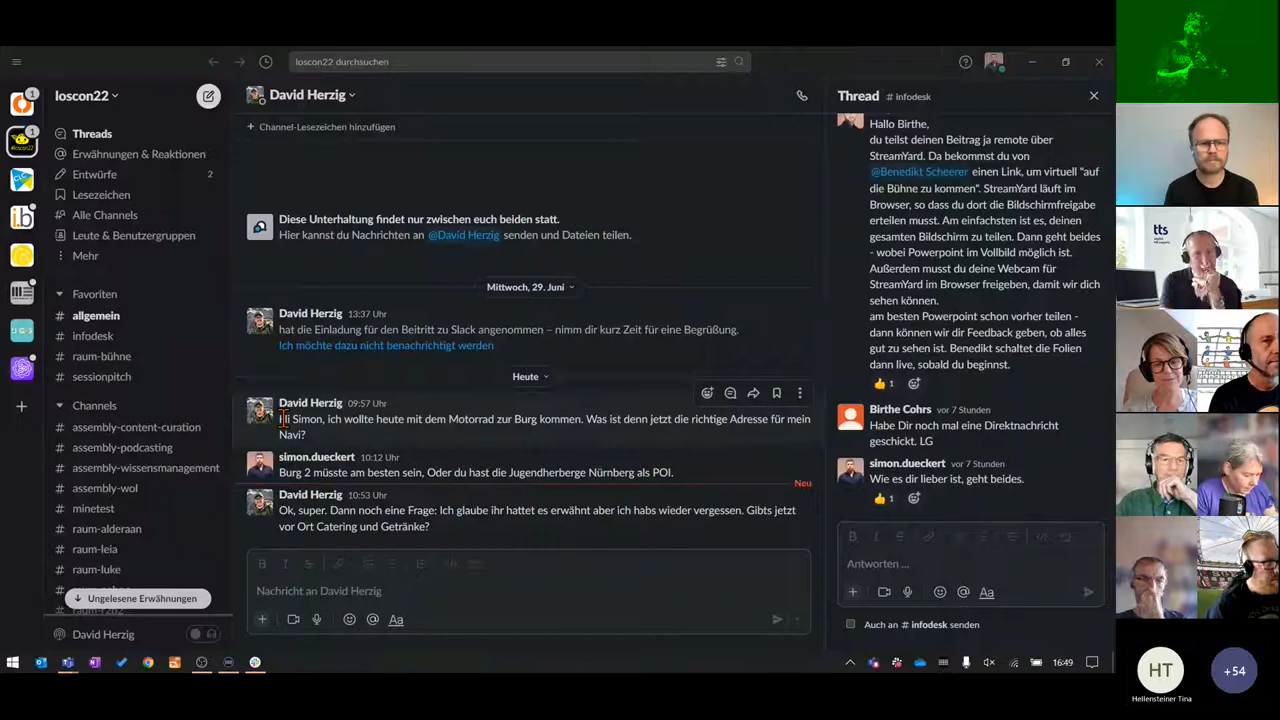 loscon22 durchsuchen
1
1
loscon22
Threads
Erwähnungen & Reaktionen
Entwürfe 2
Lesezeichen
Alle Channels
Leute & Benutzergruppen
Mehr
Favoriten
allgemein
# infodesk
# raum-bühne
# sessionpitch
Channels
# assembly-content-curation
# assembly-podcasting
# assembly-wissensmanagement
# assembly-wol
# minetest
# raum-alderaan
# raum-leia
# raum-luke
Ungelesene Erwähnungen
David Herzig
i.b
CLC
UGS
David Herzig
+ Channel-Lesezeichen hinzufügen
Diese Unterhaltung findet nur zwischen euch beiden statt.
Hier kannst du Nachrichten an @David Herzig senden und Dateien teilen.
Mittwoch, 29. Juni
David Herzig 13:37 Uhr
hat die Einladung für den Beitritt zu Slack angenommen – nimm dir kurz Zeit für eine Begrüßung.
Ich möchte dazu nicht benachrichtigt werden
Heute
David Herzig 09:57 Uhr
Hi Simon, ich wollte heute mit dem Motorrad zur Burg kommen. Was ist denn jetzt die richtige Adresse für mein
Navi?
simon.dueckert 10:12 Uhr
Burg 2 müsste am besten sein, Oder du hast die Jugendherberge Nürnberg als POI.
Neu
David Herzig 10:53 Uhr
Ok, super. Dann noch eine Frage: Ich glaube ihr hattet es erwähnt aber ich habs wieder vergessen. Gibts jetzt
vor Ort Catering und Getränke?
Nachricht an David Herzig
Aa
Thread # infodesk
Hallo Birthe,
du teilst deinen Beitrag ja remote über
StreamYard. Da bekommst du von
@Benedikt Scheerer einen Link, um virtuell "auf
die Bühne zu kommen". StreamYard läuft im
Browser, so dass du dort die Bildschirmfreigabe
erteilen musst. Am einfachsten ist es, deinen
gesamten Bildschirm zu teilen. Dann geht beides
- wobei Powerpoint im Vollbild möglich ist.
Außerdem musst du deine Webcam für
StreamYard im Browser freigeben, damit wir dich
sehen können.
am besten Powerpoint schon vorher teilen -
dann können wir dir Feedback geben, ob alles
gut zu sehen ist. Benedikt schaltet die Folien
dann live, sobald du beginnst.
1
Birthe Cohrs vor 7 Stunden
Habe Dir noch mal eine Direktnachricht
geschickt. LG
simon.dueckert vor 7 Stunden
Wie es dir lieber ist, geht beides.
1
Antworten ...
Aa
Auch an # infodesk senden
16:49
tts
HT
Hellensteiner Tina
+54